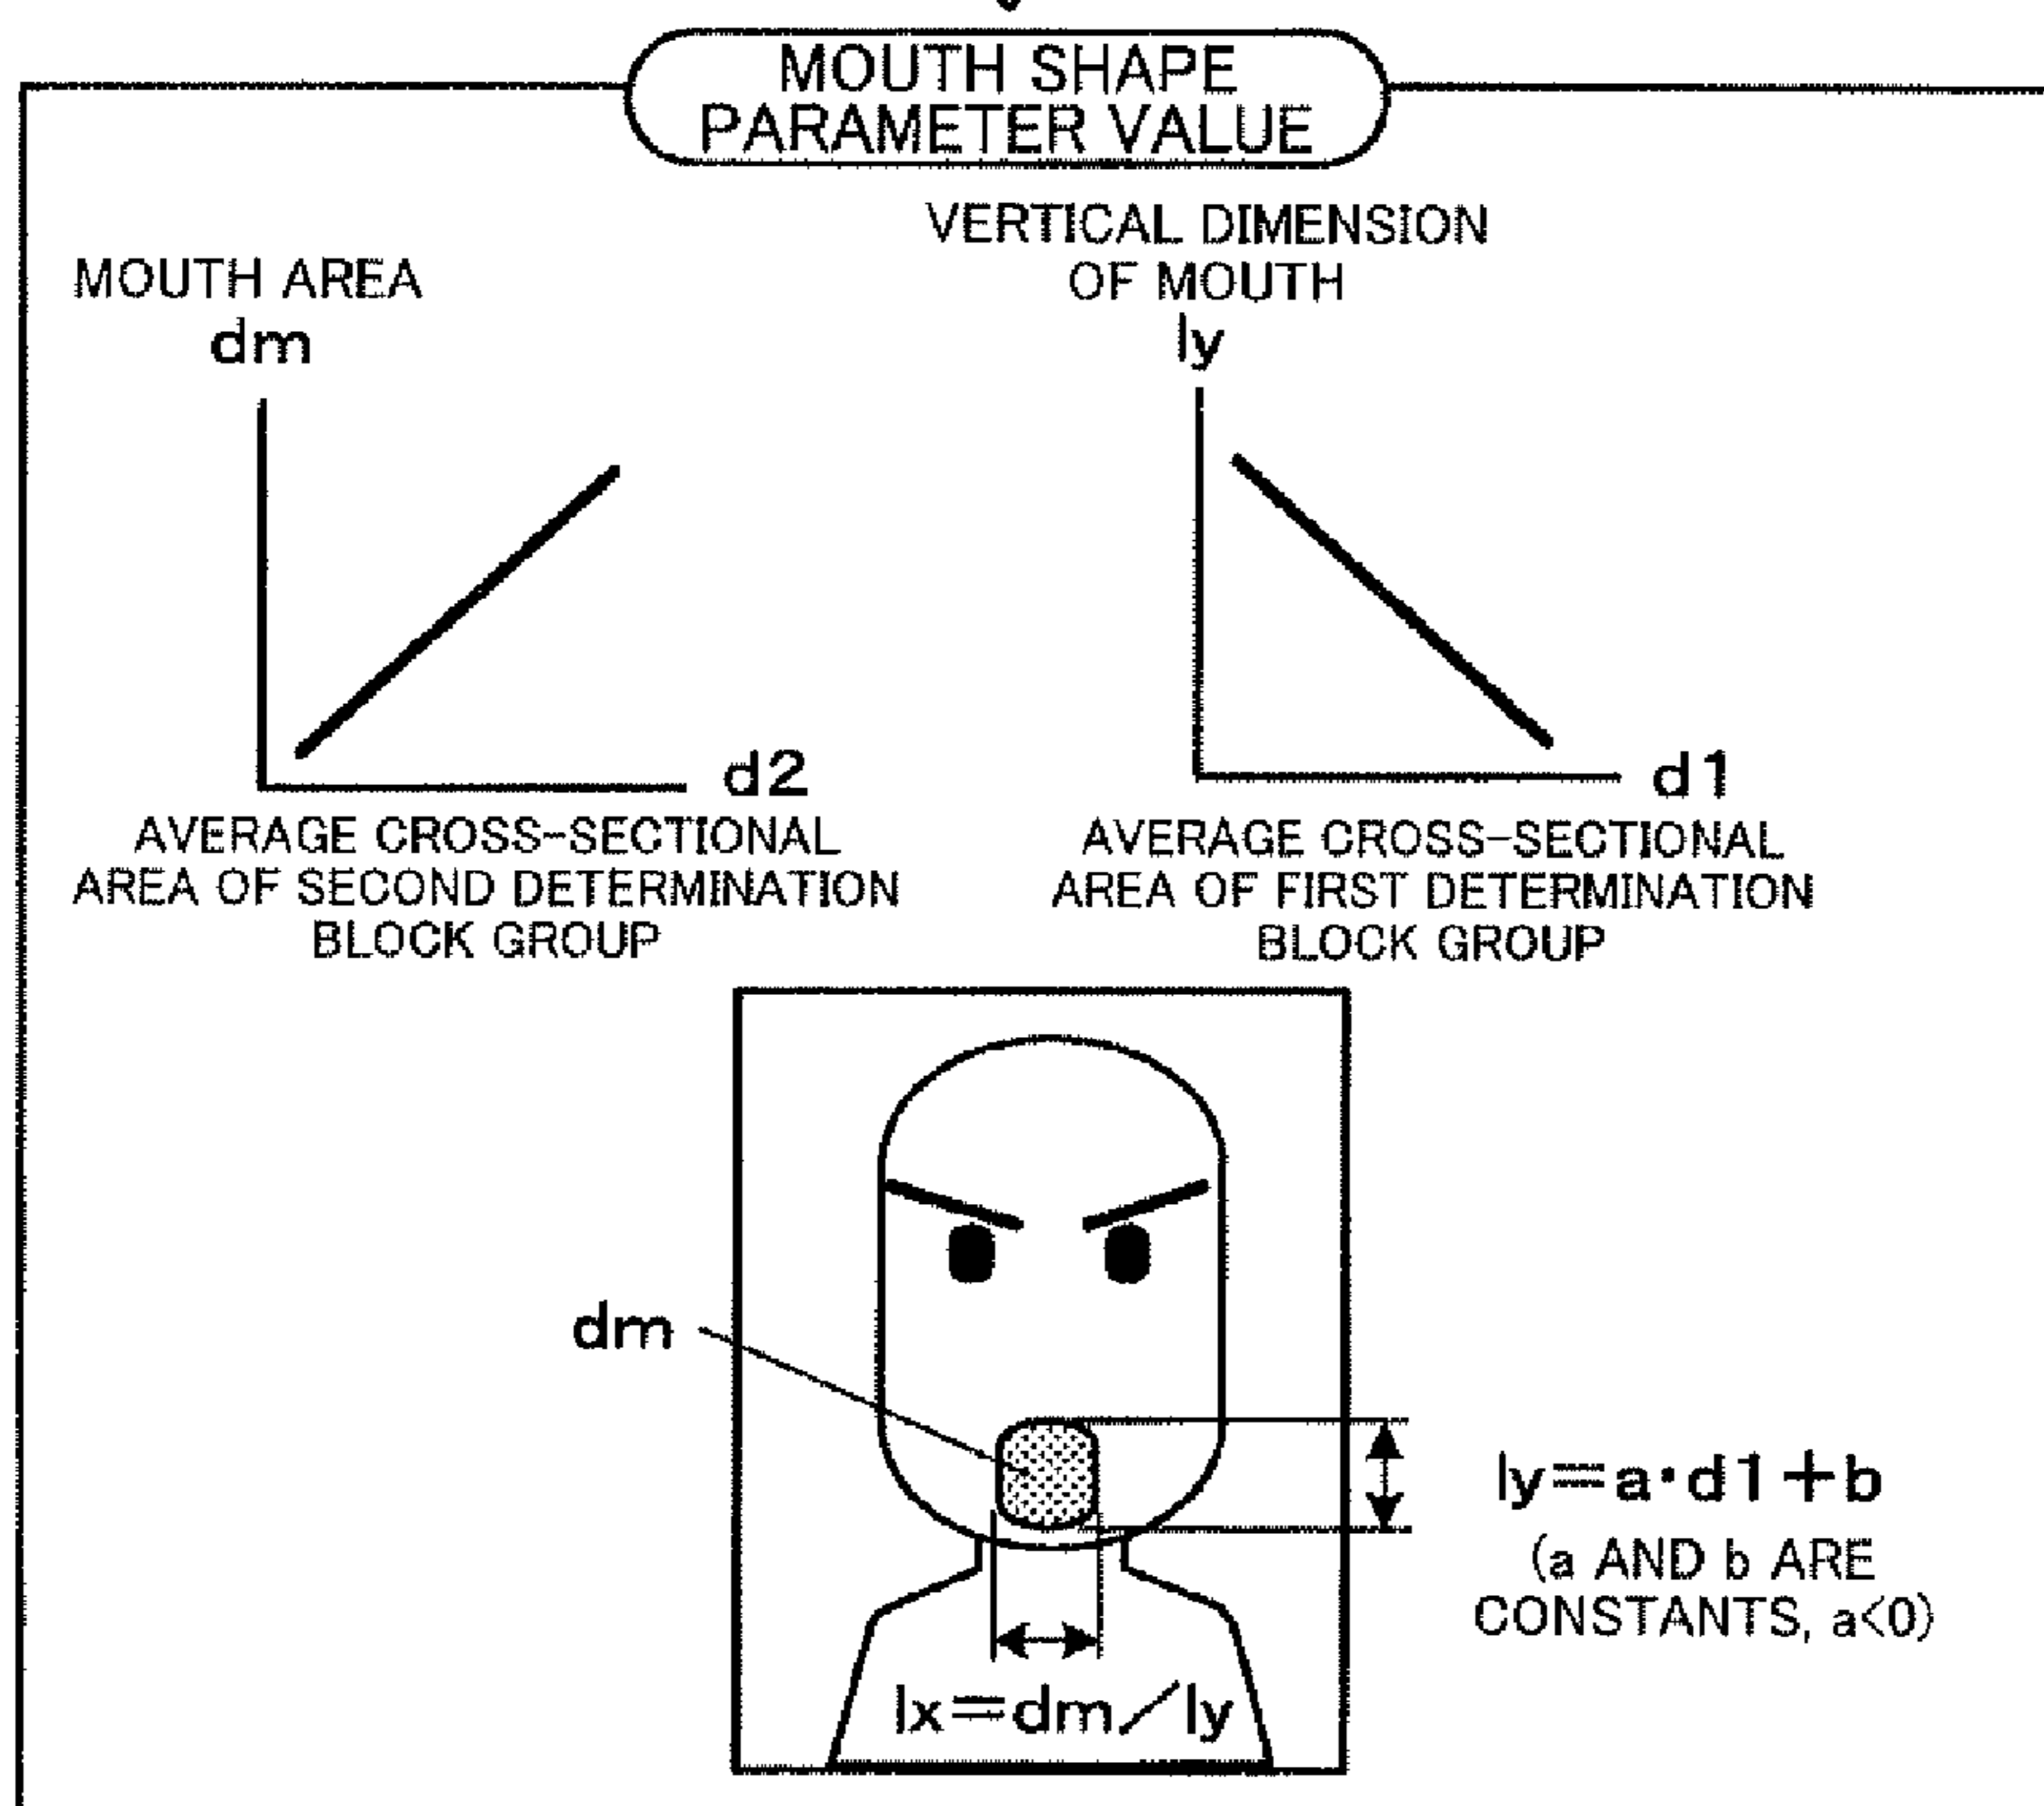 MOUTH SHAPE
PARAMETER VALUE
MOUTH AREA
dm
VERTICAL DIMENSION
OF MOUTH
ly
d2
AVERAGE CROSS-SECTIONAL
AREA OF SECOND DETERMINATION
BLOCK GROUP
d1
AVERAGE CROSS-SECTIONAL
AREA OF FIRST DETERMINATION
BLOCK GROUP
dm
ly=a·d1+b
(a AND b ARE
CONSTANTS, a<0)
lx=dm/ly